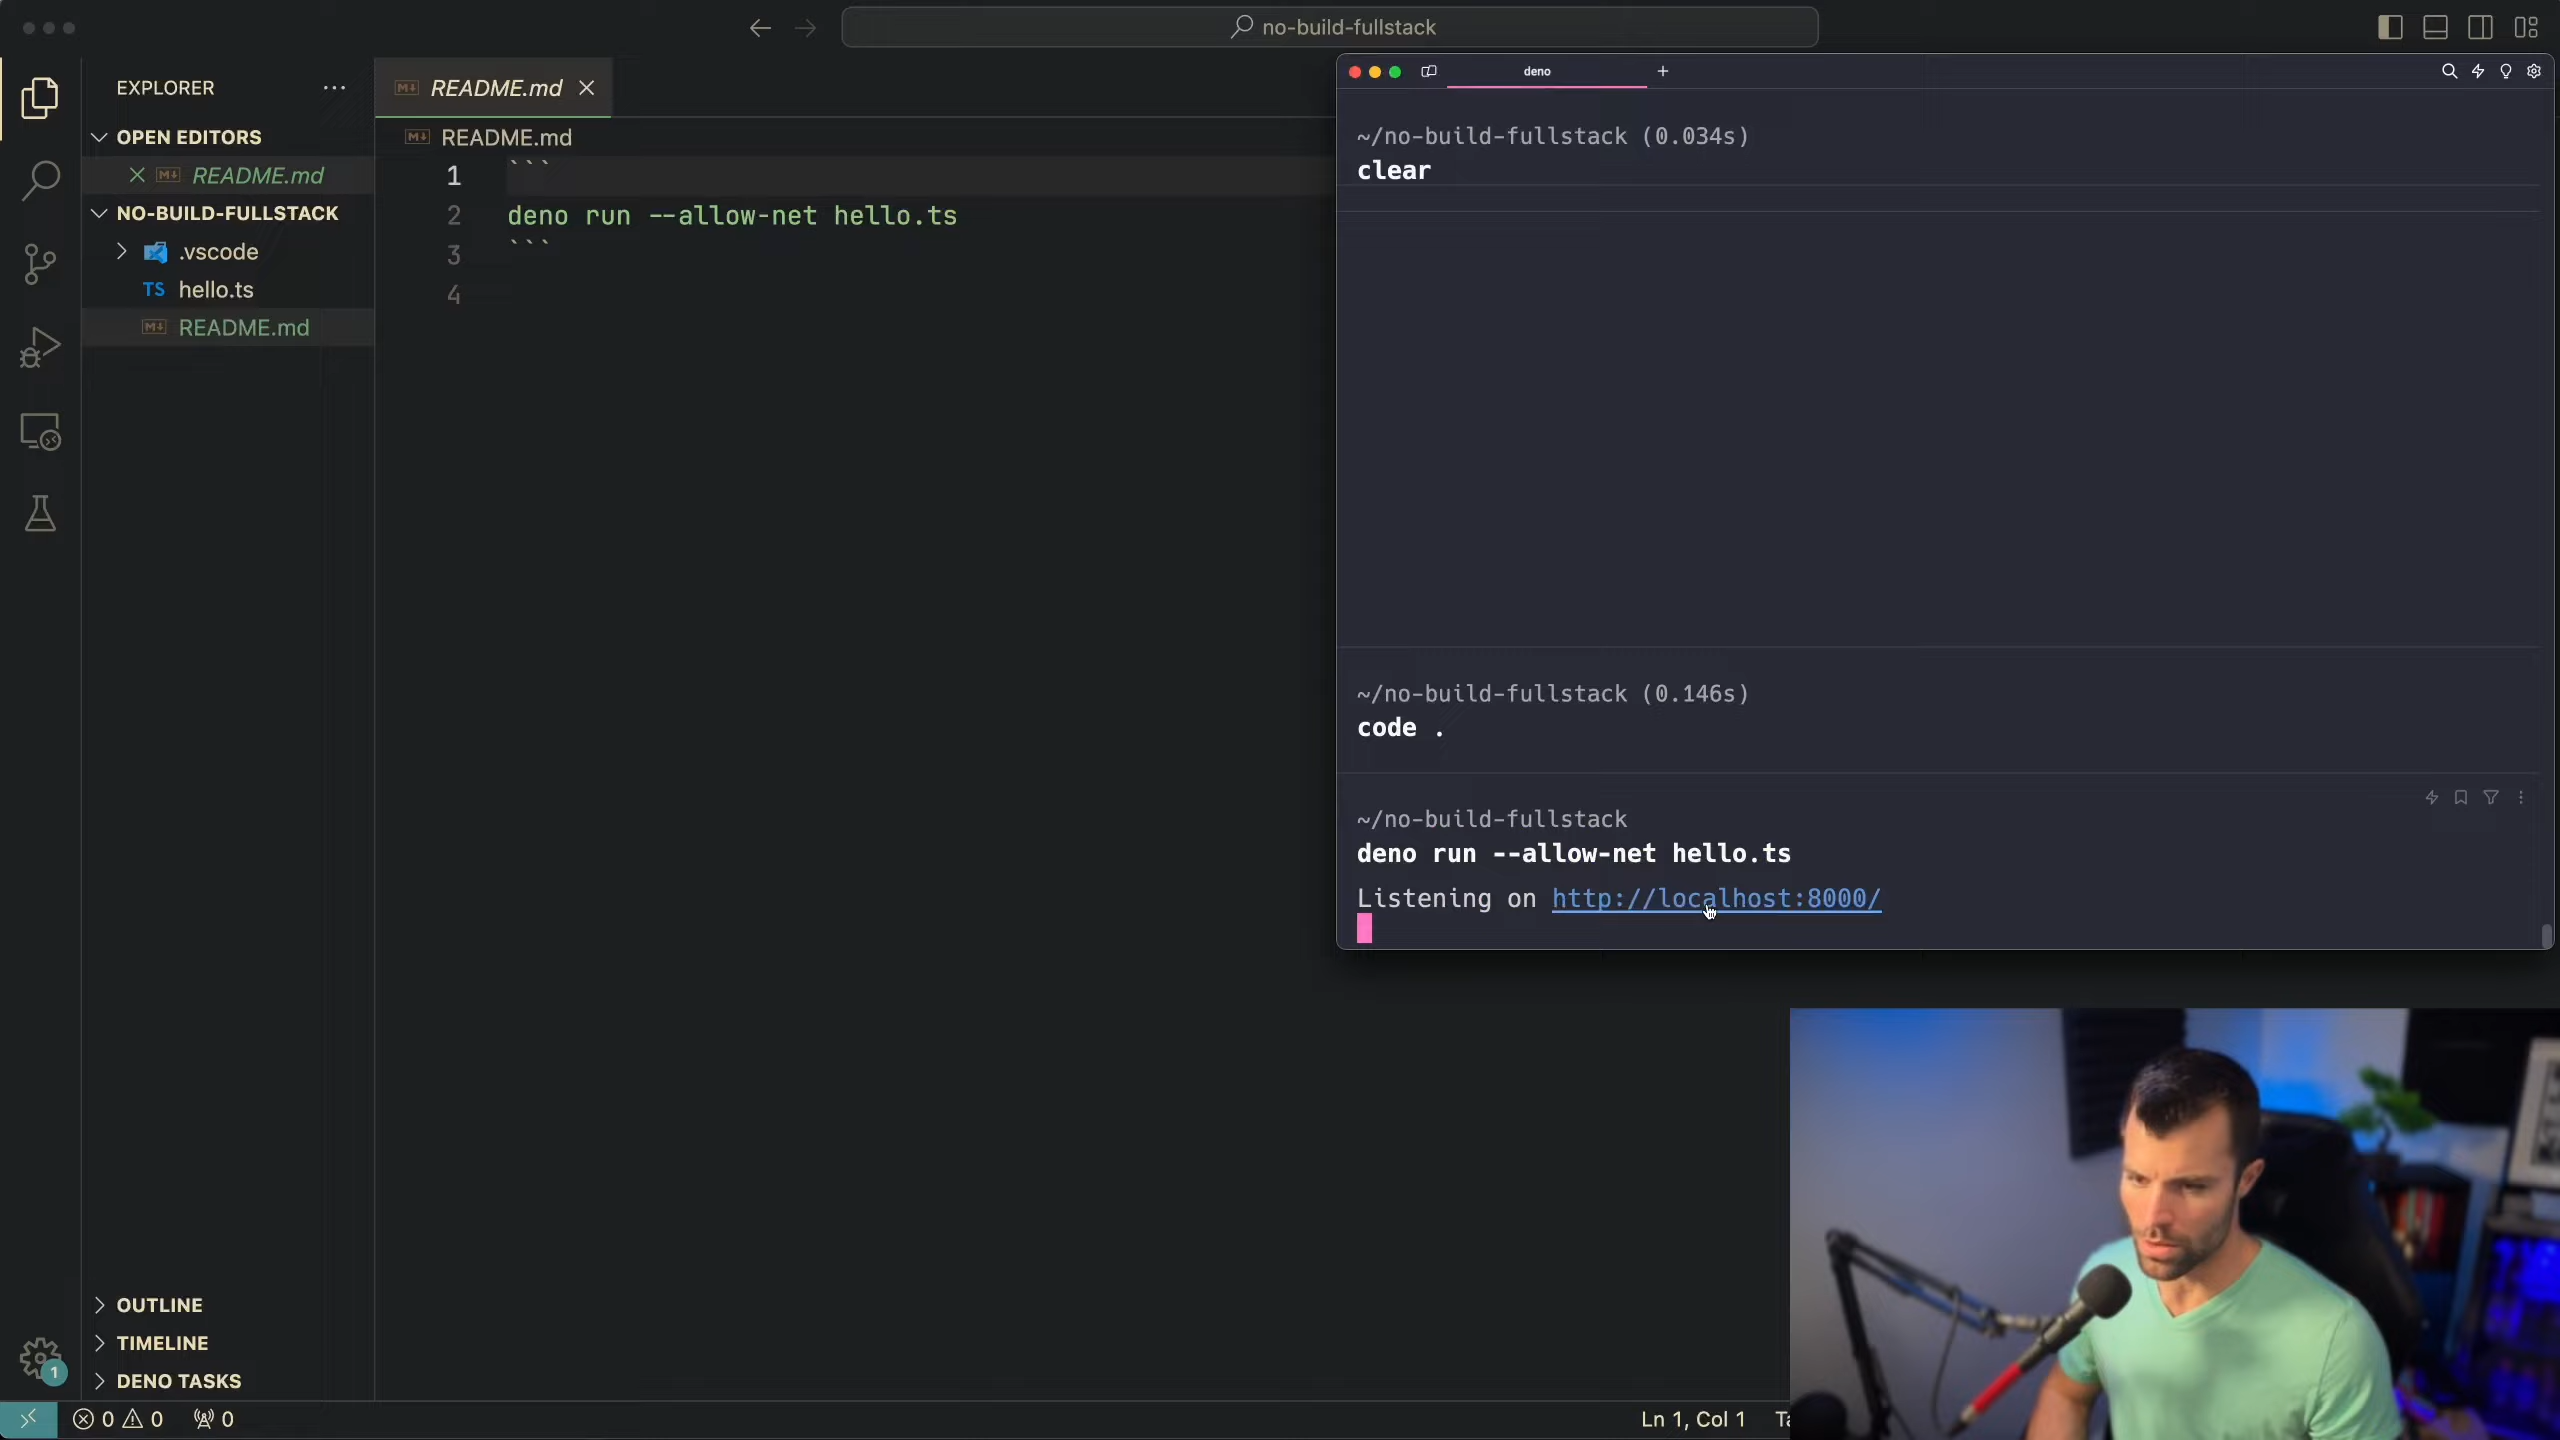 no-build-fullstack
EXPLORER
OPEN EDITORS
README.md
NO-BUILD-FULLSTACK
.vscode
TS hello.ts
README.md
OUTLINE
TIMELINE
DENO TASKS
1
README.md
README.md
1 ```
2 deno run --allow-net hello.ts
3 ```
4
deno
~/no-build-fullstack (0.034s)
clear
~/no-build-fullstack (0.146s)
code .
~/no-build-fullstack
deno run --allow-net hello.ts
Listening on http://localhost:8000/
0 0 0
Ln 1, Col 1